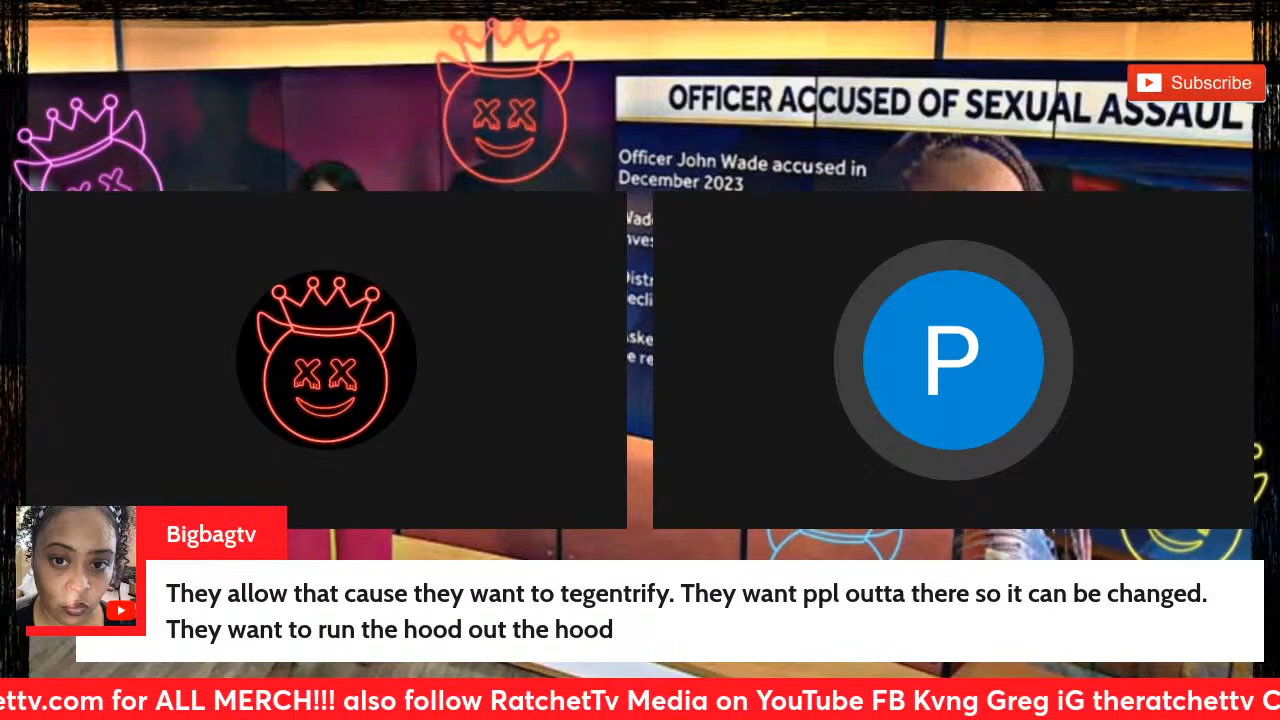 Subscribe
OFFICER ACCUSED OF SEXUAL ASSAUL
Officer John Wade accused in
December 2023
P
Bigbagtv
They allow that cause they want to tegentrify. They want ppl outta there so it can be changed.
They want to run the hood out the hood
ettv.com for ALL MERCH!!! also follow RatchetTv Media on YouTube FB Kvng Greg iG theratchettv C